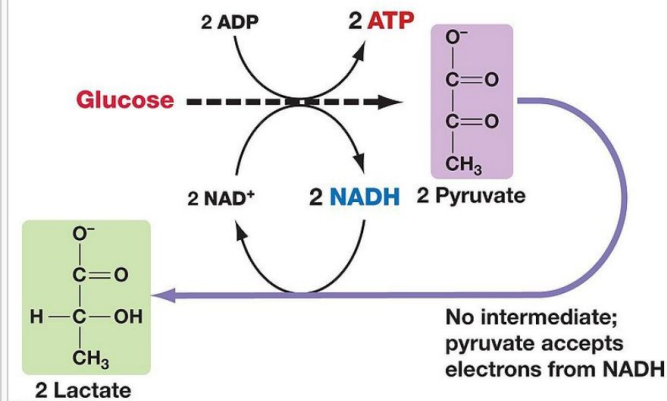 2 ADP
2 ATP
Glucose
O⁻
C=O
C=O
CH₃
2 NAD⁺
2 NADH
2 Pyruvate
O⁻
C=O
H—C—OH
CH₃
2 Lactate
No intermediate;
pyruvate accepts
electrons from NADH